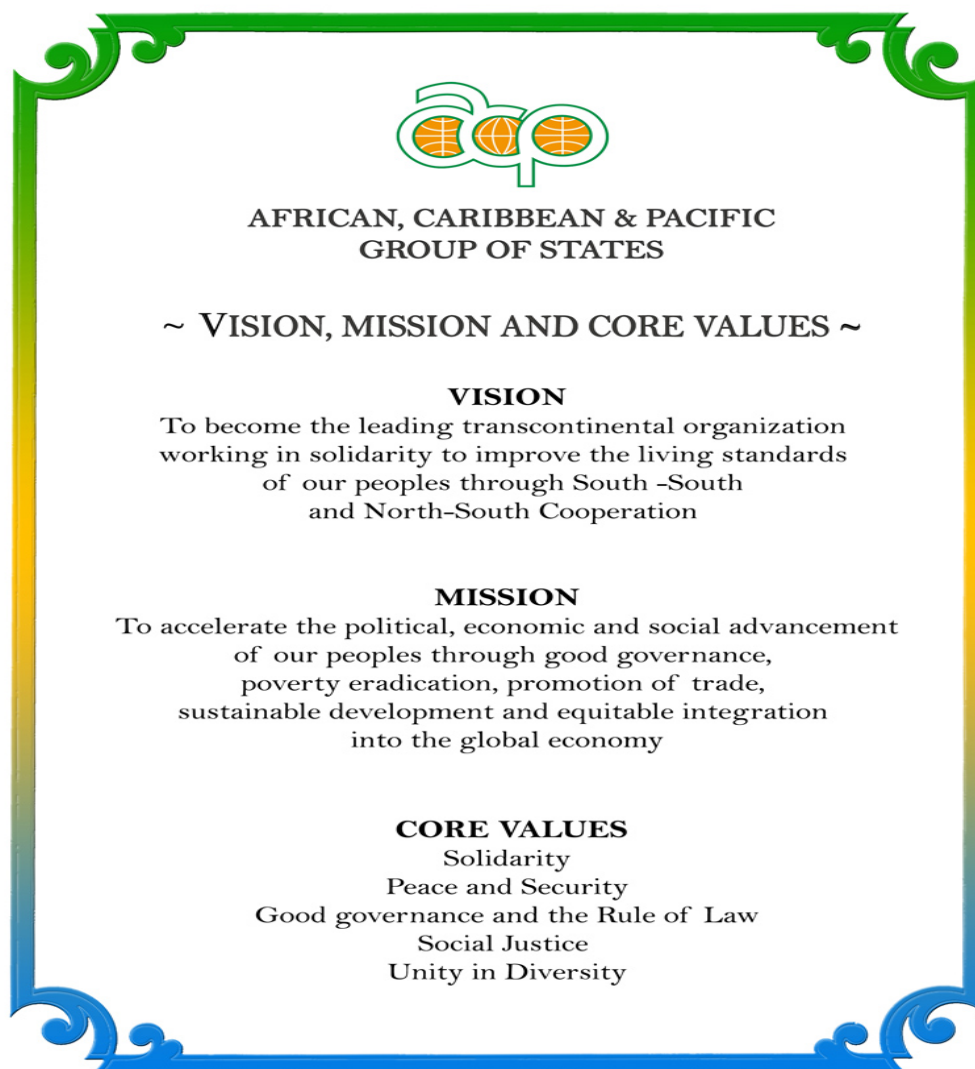 acp
AFRICAN, CARIBBEAN & PACIFIC
GROUP OF STATES
~ VISION, MISSION AND CORE VALUES ~
VISION
To become the leading transcontinental organization
working in solidarity to improve the living standards
of our peoples through South -South
and North-South Cooperation
MISSION
To accelerate the political, economic and social advancement
of our peoples through good governance,
poverty eradication, promotion of trade,
sustainable development and equitable integration
into the global economy
CORE VALUES
Solidarity
Peace and Security
Good governance and the Rule of Law
Social Justice
Unity in Diversity